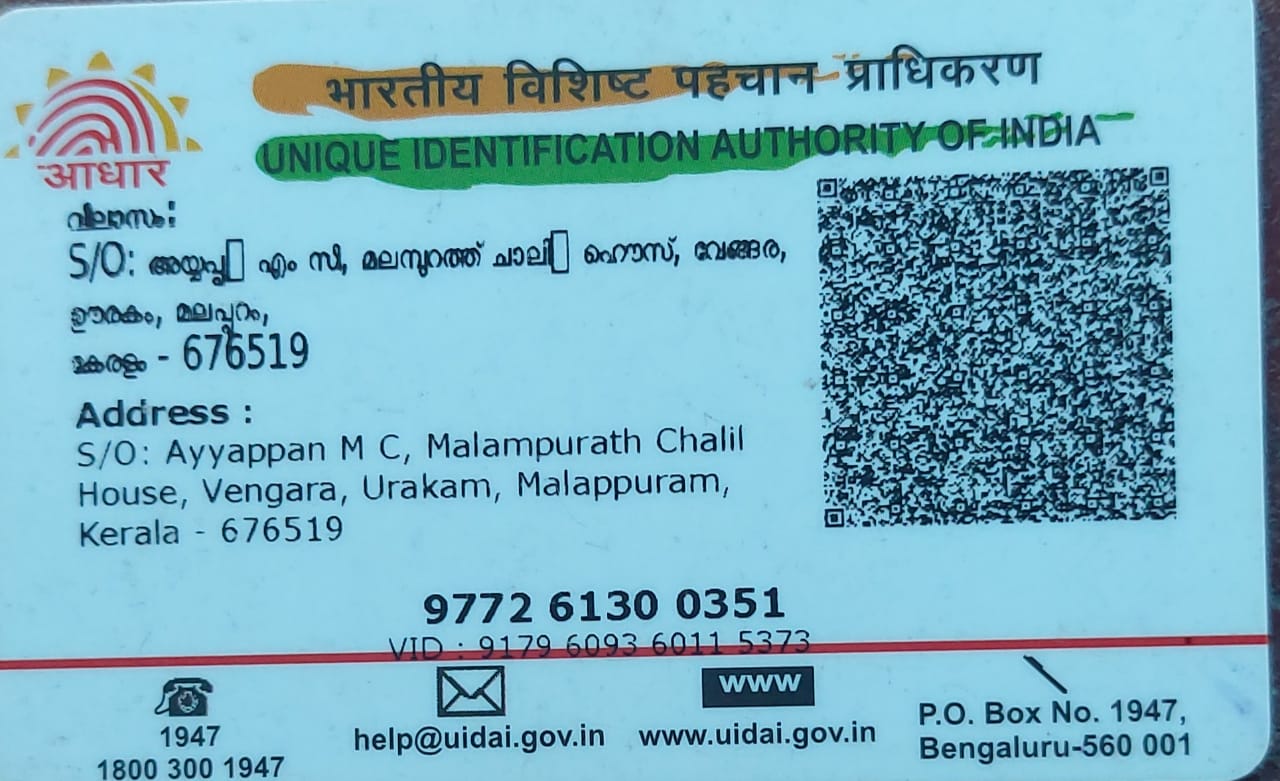 भारतीय विशिष्ट पहचान प्राधिकरण
UNIQUE IDENTIFICATION AUTHORITY OF INDIA
आधार
വിലാസം:
S/O: അയ്യപ്പ▯ എം സി, മലമ്പുറത്ത് ചാലി▯ ഹൌസ്, വേങ്ങര,
ഊരകം, മലപ്പുറം,
കേരളം - 676519
Address :
S/O: Ayyappan M C, Malampurath Chalil
House, Vengara, Urakam, Malappuram,
Kerala - 676519
9772 6130 0351
VID : 9179 6093 6011 5373
1947
1800 300 1947
help@uidai.gov.in
www
www.uidai.gov.in
P.O. Box No. 1947,
Bengaluru-560 001